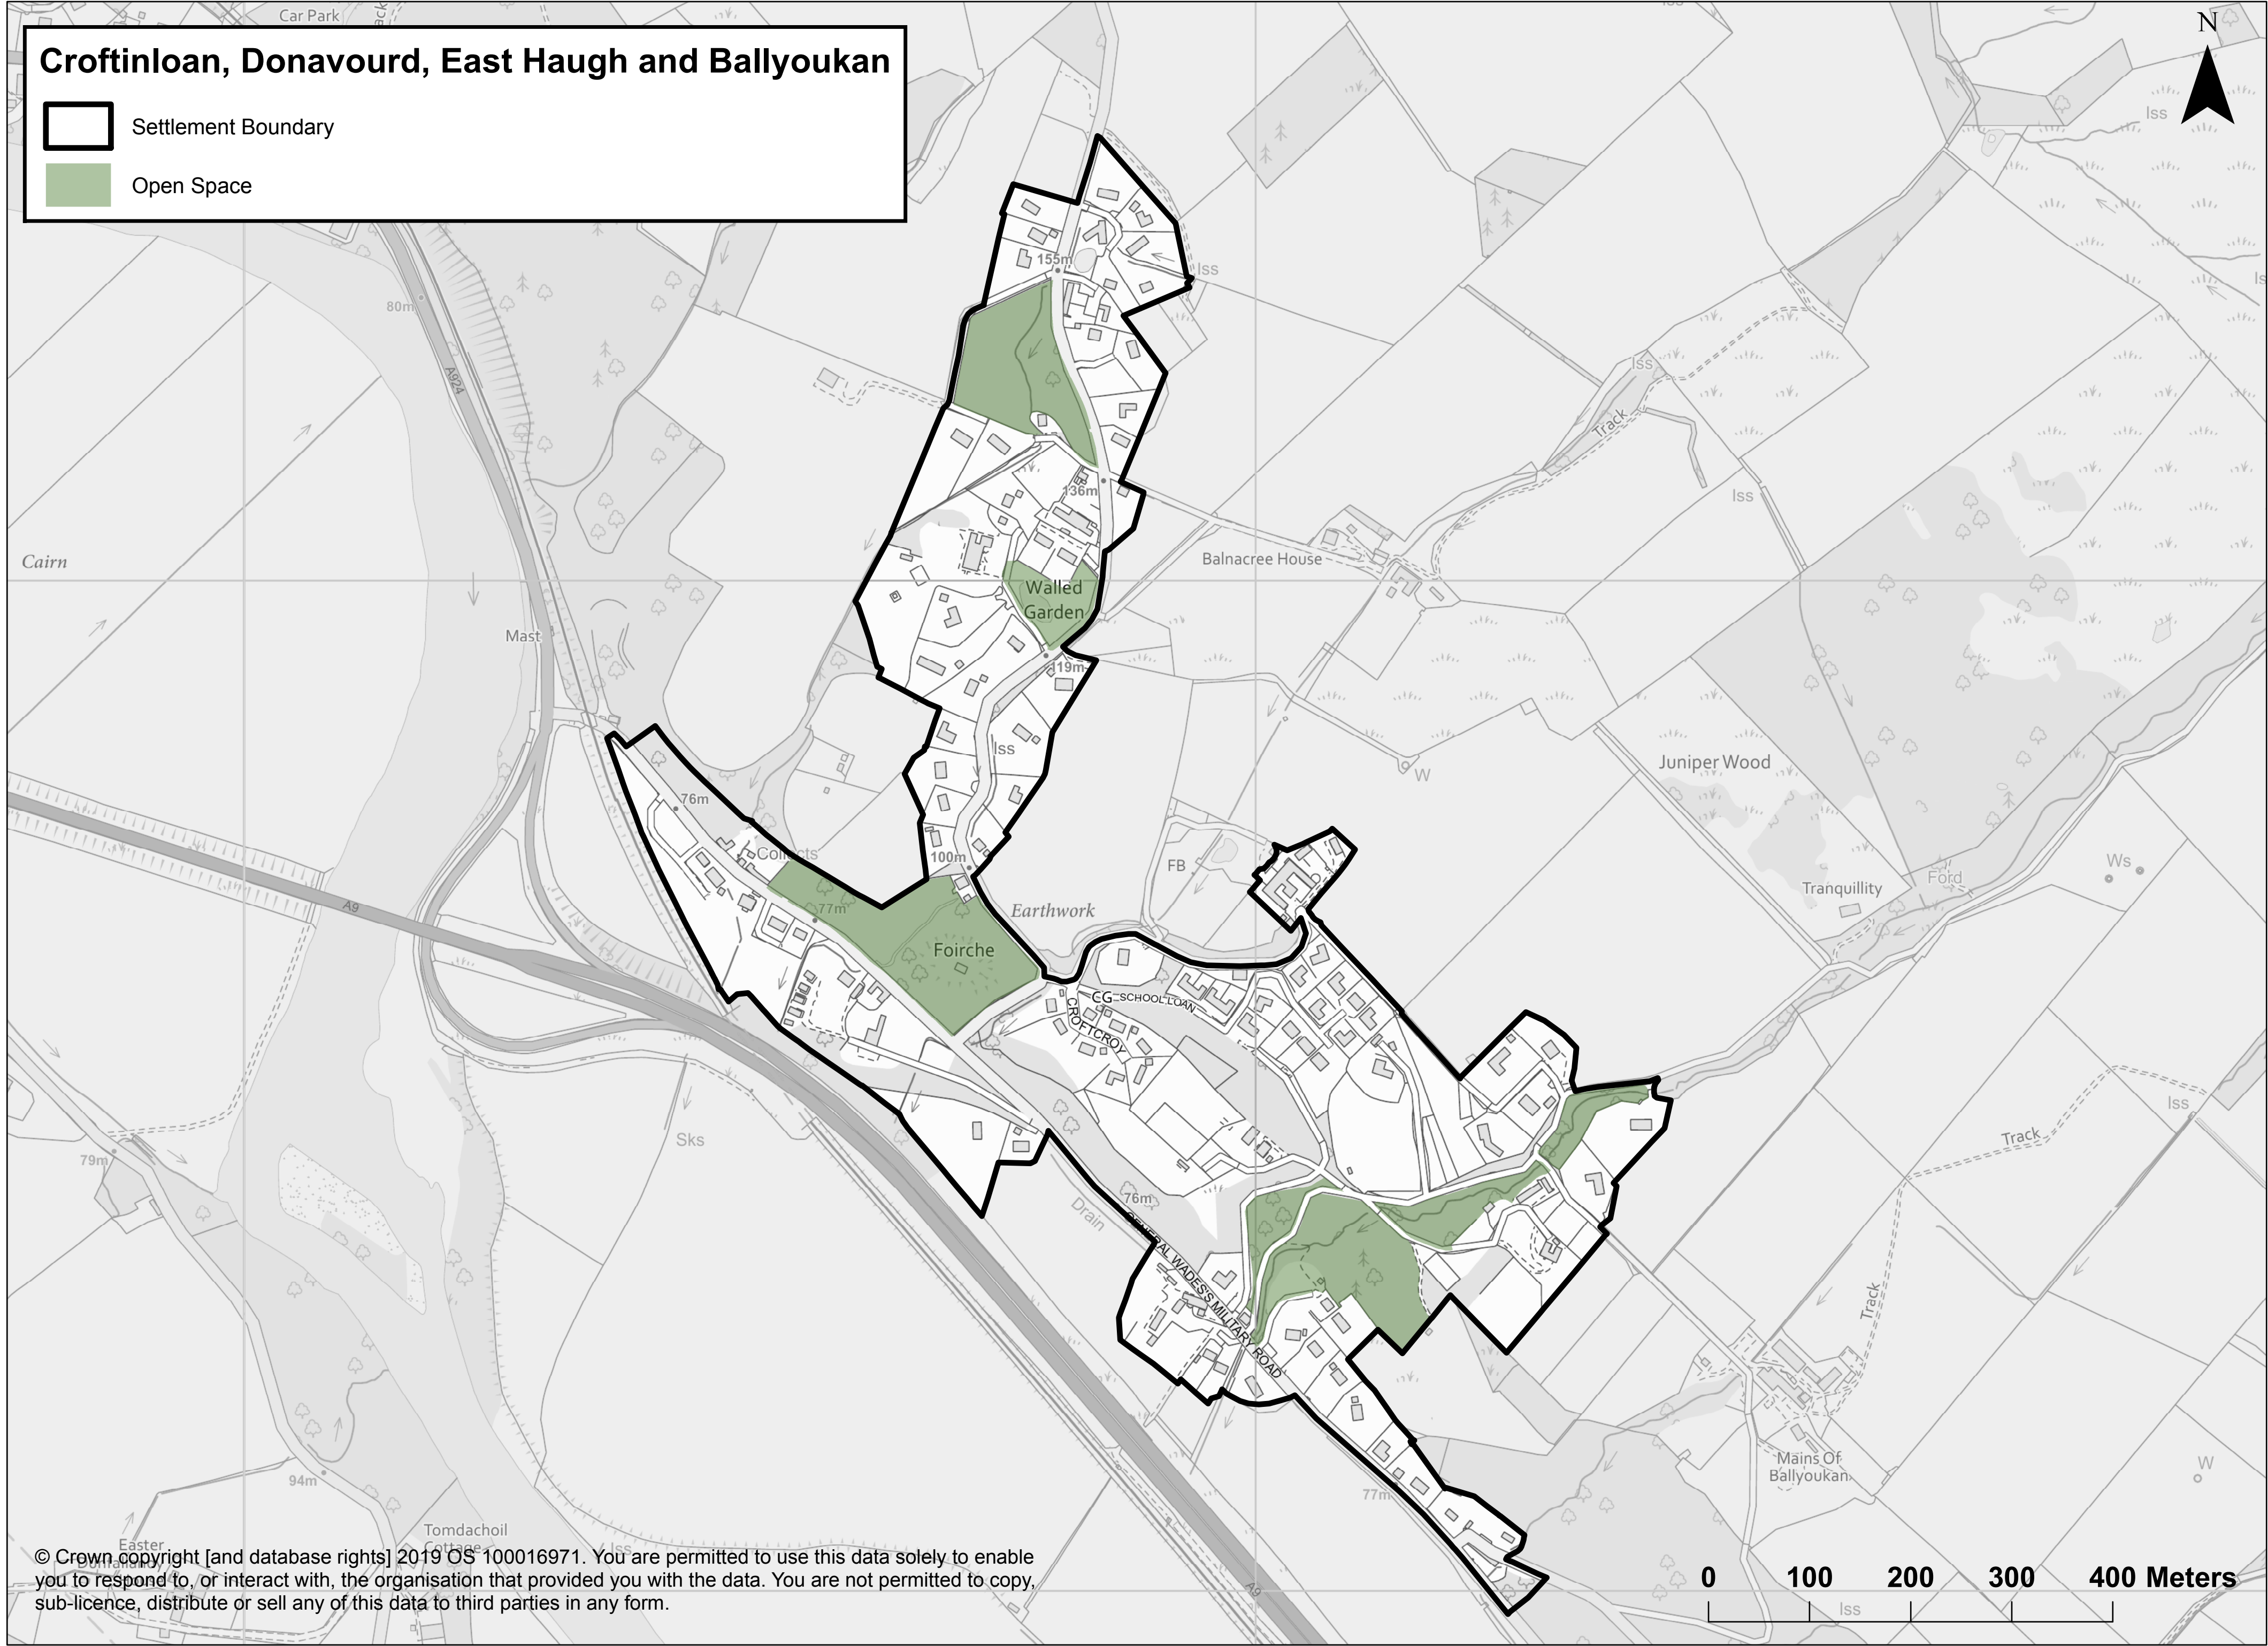 Car Park
N
Croftinloan, Donavourd, East Haugh and Ballyoukan
Settlement Boundary
Open Space
Iss
155m
Iss
80m
A924
Iss
Track
136m
Iss
Cairn
Balnacree House
Walled
Garden
Mast
119m
Iss
Juniper Wood
W
76m
Collects
100m
FB
Ws
Ford
Tranquillity
A9
77m
Earthwork
Foirche
CG
SCHOOL LOAN
CROFTCROY
Iss
Sks
Track
79m
76m
Drain
GENERAL WADES'S MILITARY ROAD
Track
Mains Of
Ballyoukan
W
94m
77m
Tomdachoil
Cottage
Easter
Iss
© Crown copyright [and database rights] 2019 OS 100016971. You are permitted to use this data solely to enable
you to respond to, or interact with, the organisation that provided you with the data. You are not permitted to copy,
sub-licence, distribute or sell any of this data to third parties in any form.
A9
0 100 200 300 400 Meters
Iss